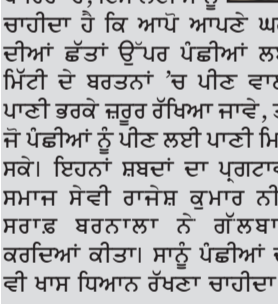 ਚਾਹੀਦਾ ਹੈ ਕਿ ਆਪੋ ਆਪਣੇ
ਦੀਆਂ ਛੱਤਾਂ ਉੱਪਰ ਪੰਛੀਆਂ
ਮਿੱਟੀ ਦੇ ਬਰਤਨਾਂ 'ਚ ਪੀਣ
ਪਾਣੀ ਭਰਕੇ ਜ਼ਰੂਰ ਰੱਖਿਆ ਜਾਵੇ,
ਜੋ ਪੰਛੀਆਂ ਨੂੰ ਪੀਣ ਲਈ ਪਾਣੀ ਮਿ
ਸਕੇ। ਇਹਨਾਂ ਸ਼ਬਦਾਂ ਦਾ ਪ੍ਰਗਟਾ
ਸਮਾਜ ਸੇਵੀ ਰਾਜੇਸ਼ ਕੁਮਾਰ ਨੀ
ਸਰਾਫ਼ ਬਰਨਾਲਾ ਨੇ ਗੱਲਬਾ
ਕਰਦਿਆਂ ਕੀਤਾ। ਸਾਨੂੰ ਪੰਛੀਆਂ
ਵੀ ਖਾਸ ਧਿਆਨ ਰੱਖਣਾ ਚਾਹੀਦਾ